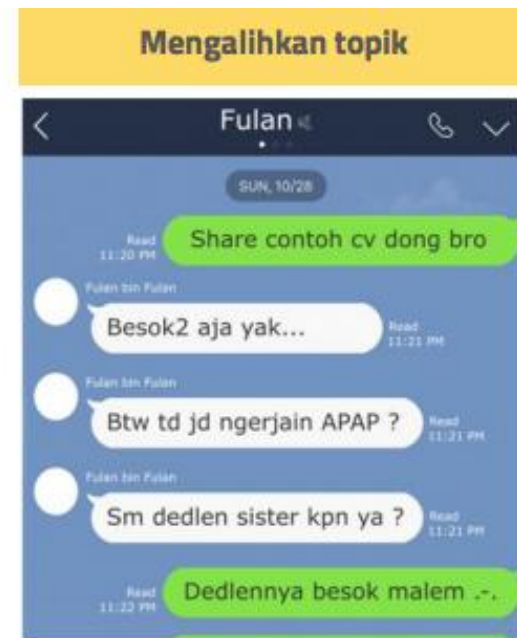 Mengalihkan topik
Fulan
SUN, 10/28
Share contoh cv dong bro
Read
11:20 PM
Fulan bin Fulan
Besok2 aja yak...
Read
11:21 PM
Fulan bin Fulan
Btw td jd ngerjain APAP ?
Read
11:21 PM
Fulan bin Fulan
Sm dedlen sister kpn ya ?
Read
11:21 PM
Dedlennya besok malem .-.
Read
11:22 PM